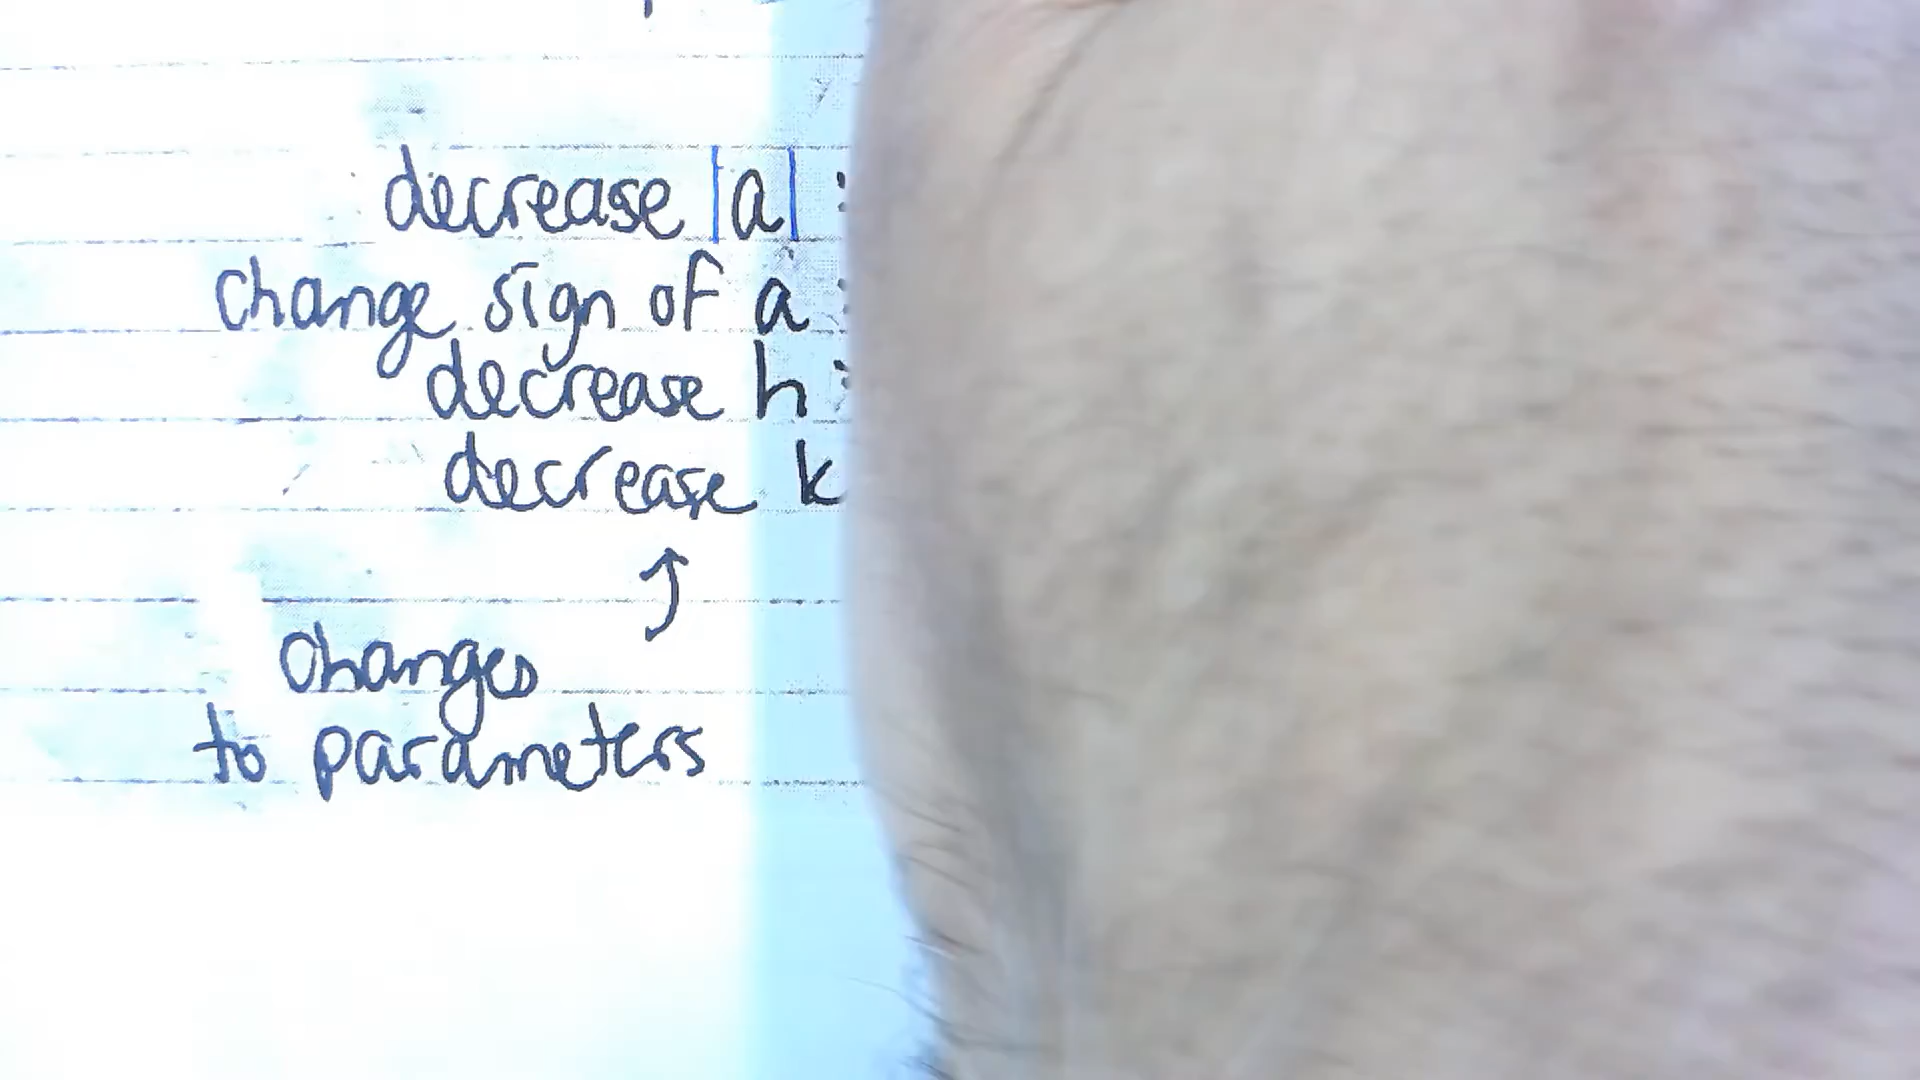 decrease |a| :
change sign of a :
decrease h :
decrease k
↑
changes
to parameters